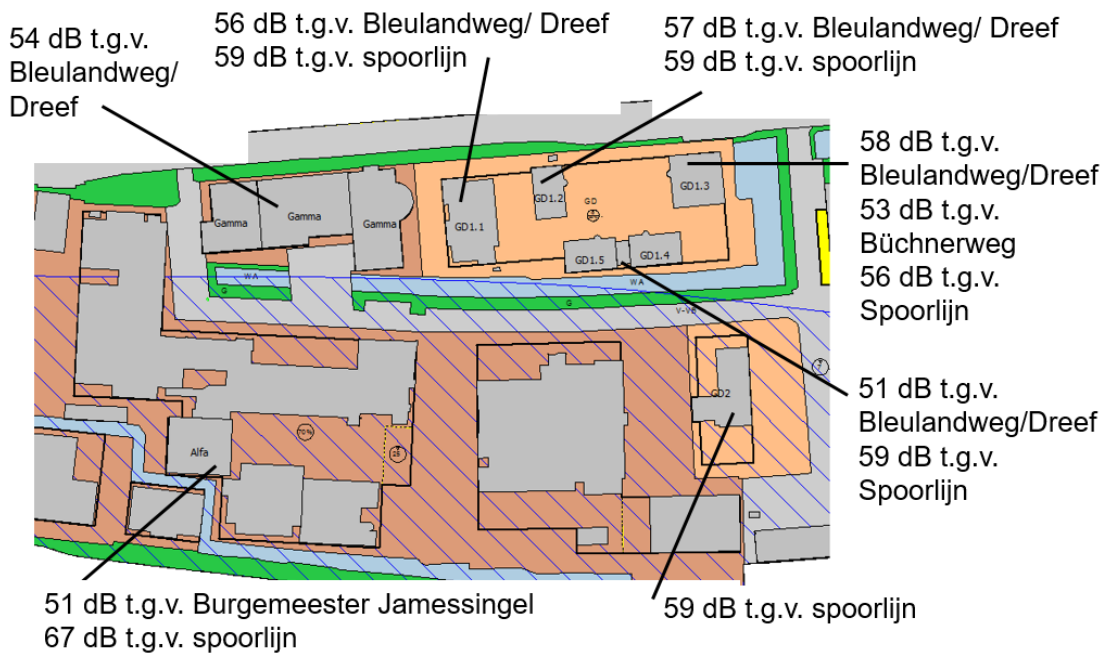 54 dB t.g.v.
Bleulandweg/
Dreef
56 dB t.g.v. Bleulandweg/ Dreef
59 dB t.g.v. spoorlijn
57 dB t.g.v. Bleulandweg/ Dreef
59 dB t.g.v. spoorlijn
58 dB t.g.v.
Bleulandweg/Dreef
53 dB t.g.v.
Büchnerweg
56 dB t.g.v.
Spoorlijn
Gamma
Gamma
Gamma
GD1.1
GD1.2
GD
GD1.3
GD1.5
GD1.4
WA
WA
G
G
GD2
51 dB t.g.v.
Bleulandweg/Dreef
59 dB t.g.v.
Spoorlijn
Alfa
70%
25
51 dB t.g.v. Burgemeester Jamessingel
67 dB t.g.v. spoorlijn
59 dB t.g.v. spoorlijn